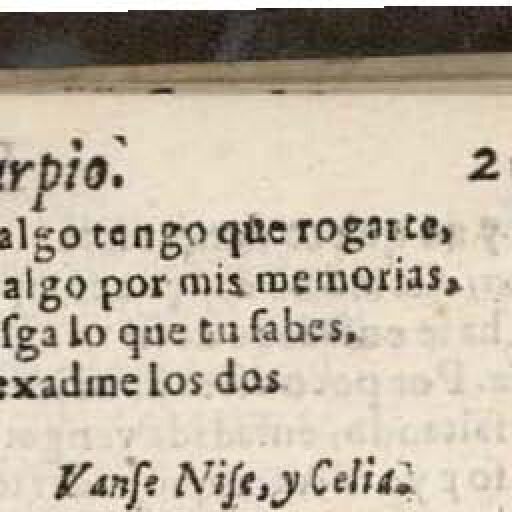 arpio.
2
algo tengo que rogarte,
algo por mis memorias,
ſga lo que tu ſabes,
exadme los dos
Vanſe Niſe, y Celia.